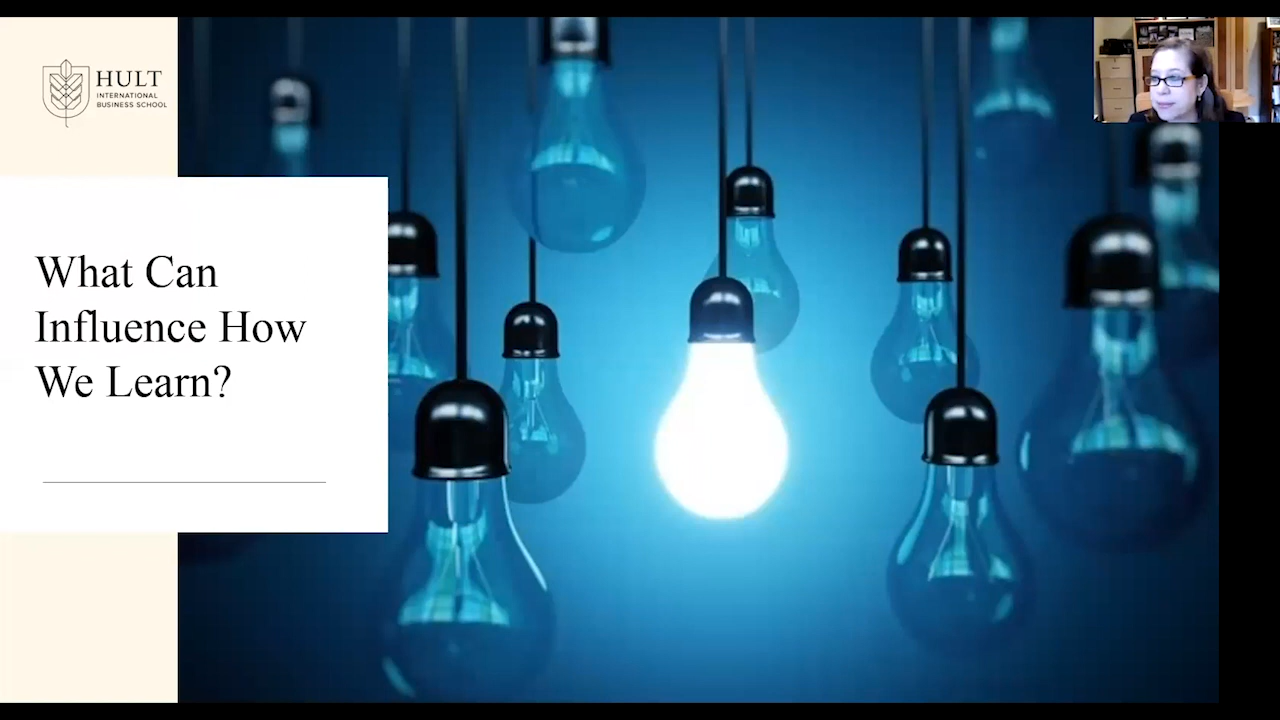 HULT
INTERNATIONAL
BUSINESS SCHOOL
What Can
Influence How
We Learn?